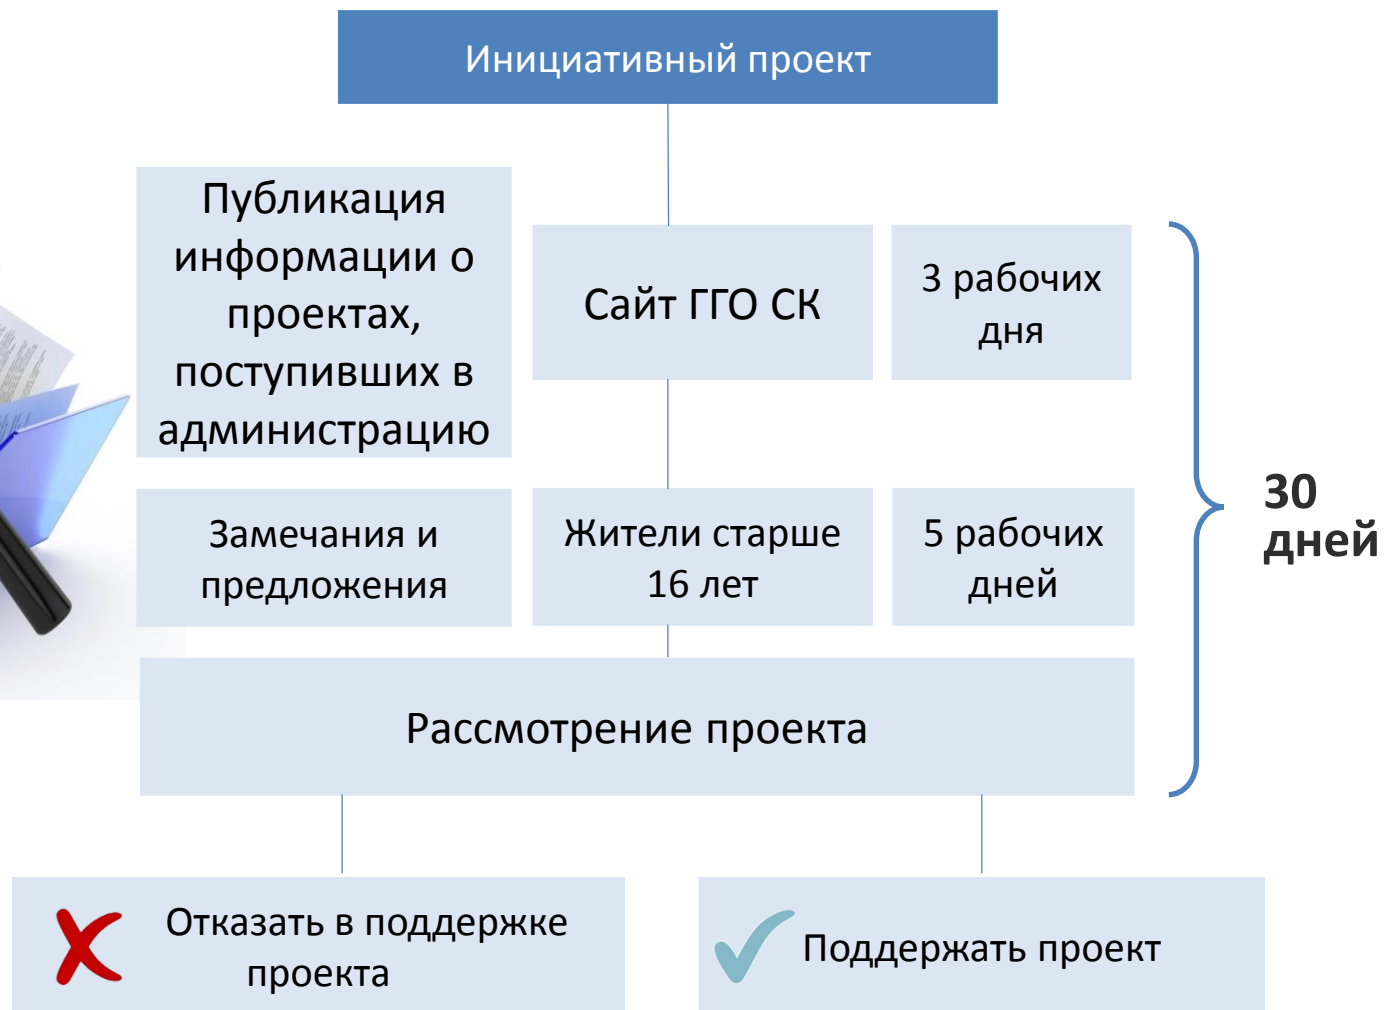 Инициативный проект
Публикация
информации о
проектах,
поступивших в
администрацию
Сайт ГГО СК
3 рабочих
дня
Замечания и
предложения
Жители старше
16 лет
5 рабочих
дней
30
дней
Рассмотрение проекта
Отказать в поддержке
проекта
Поддержать проект